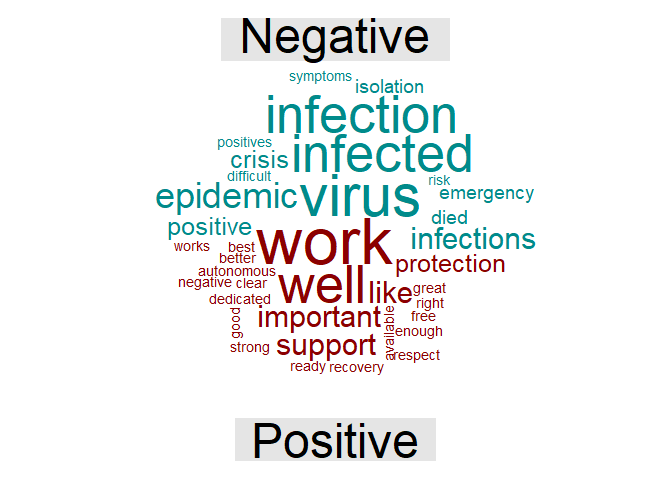 Negative
symptoms
isolation
infection
positives
crisis
infected
difficult
risk
epidemic
virus
emergency
died
positive
infections
works
best
work
better
protection
autonomous
negative
clear
well
like
great
dedicated
right
good
important
available
free
enough
strong
support
respect
ready
recovery
Positive